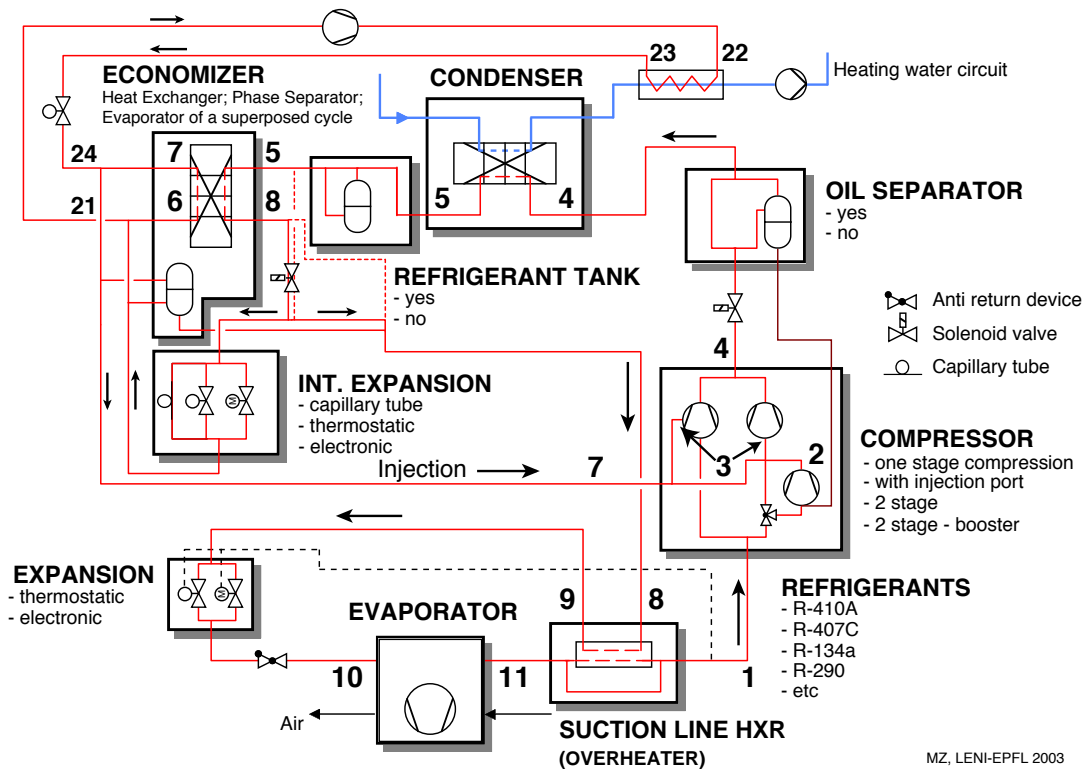 23
22
Heating water circuit
ECONOMIZER
Heat Exchanger; Phase Separator;
Evaporator of a superposed cycle
CONDENSER
24
7
5
21
6
8
5
4
OIL SEPARATOR
- yes
- no
REFRIGERANT TANK
- yes
- no
Anti return device
Solenoid valve
Capillary tube
4
INT. EXPANSION
- capillary tube
- thermostatic
- electronic
M
Injection
7
3
2
COMPRESSOR
- one stage compression
- with injection port
- 2 stage
- 2 stage - booster
EXPANSION
- thermostatic
- electronic
M
EVAPORATOR
9
8
10
11
1
REFRIGERANTS
- R-410A
- R-407C
- R-134a
- R-290
- etc
Air
SUCTION LINE HXR
(OVERHEATER)
MZ, LENI-EPFL 2003